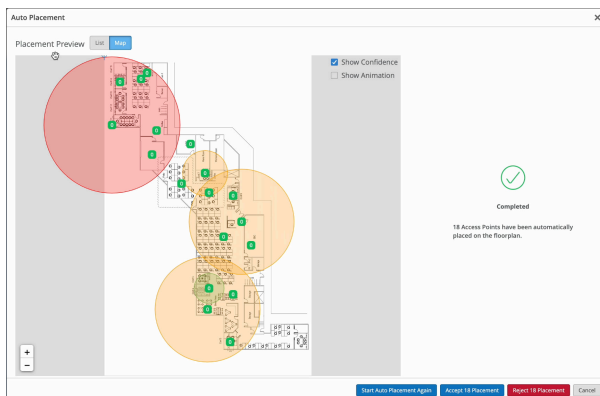 Auto Placement
Placement Preview
List
Map
Show Confidence
Show Animation
Completed
18 Access Points have been automatically
placed on the floorplan.
+
−
Start Auto Placement Again
Accept 18 Placement
Reject 18 Placement
Cancel